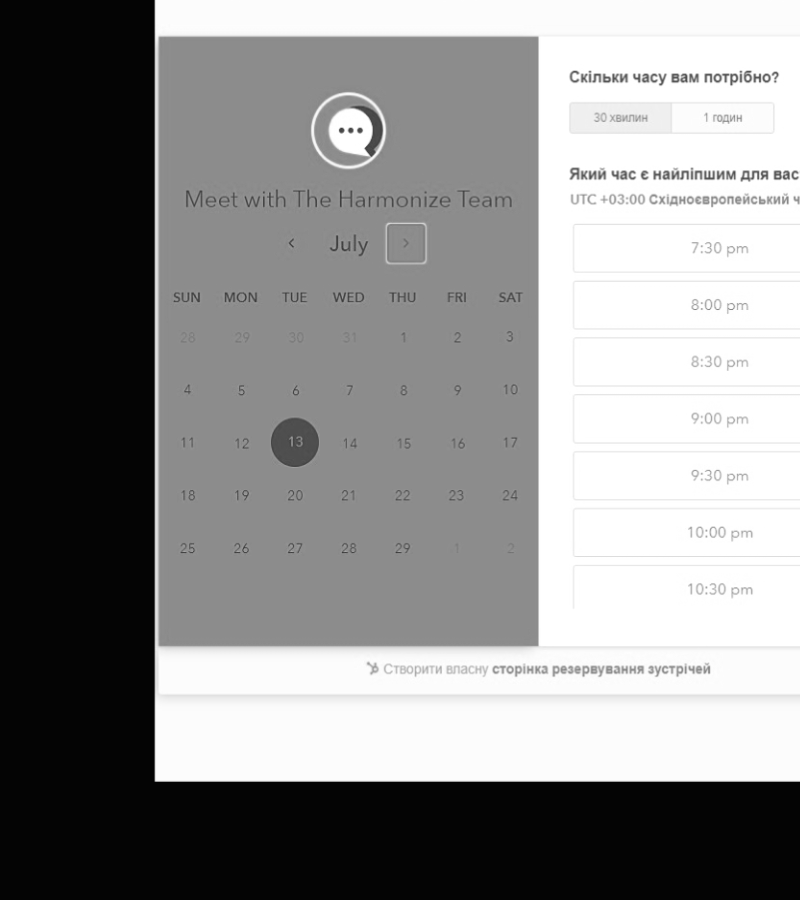 Meet with The Harmonize Team
July
SUN MON TUE WED THU FRI SAT
28 29 30 31 1 2 3
4 5 6 7 8 9 10
11 12 13 14 15 16 17
18 19 20 21 22 23 24
25 26 27 28 29 1 2
Скільки часу вам потрібно?
30 хвилин 1 годин
Який час є найліпшим для вас
UTC +03:00 Східноєвропейський ч
7:30 pm
8:00 pm
8:30 pm
9:00 pm
9:30 pm
10:00 pm
10:30 pm
Створити власну сторінка резервування зустрічей